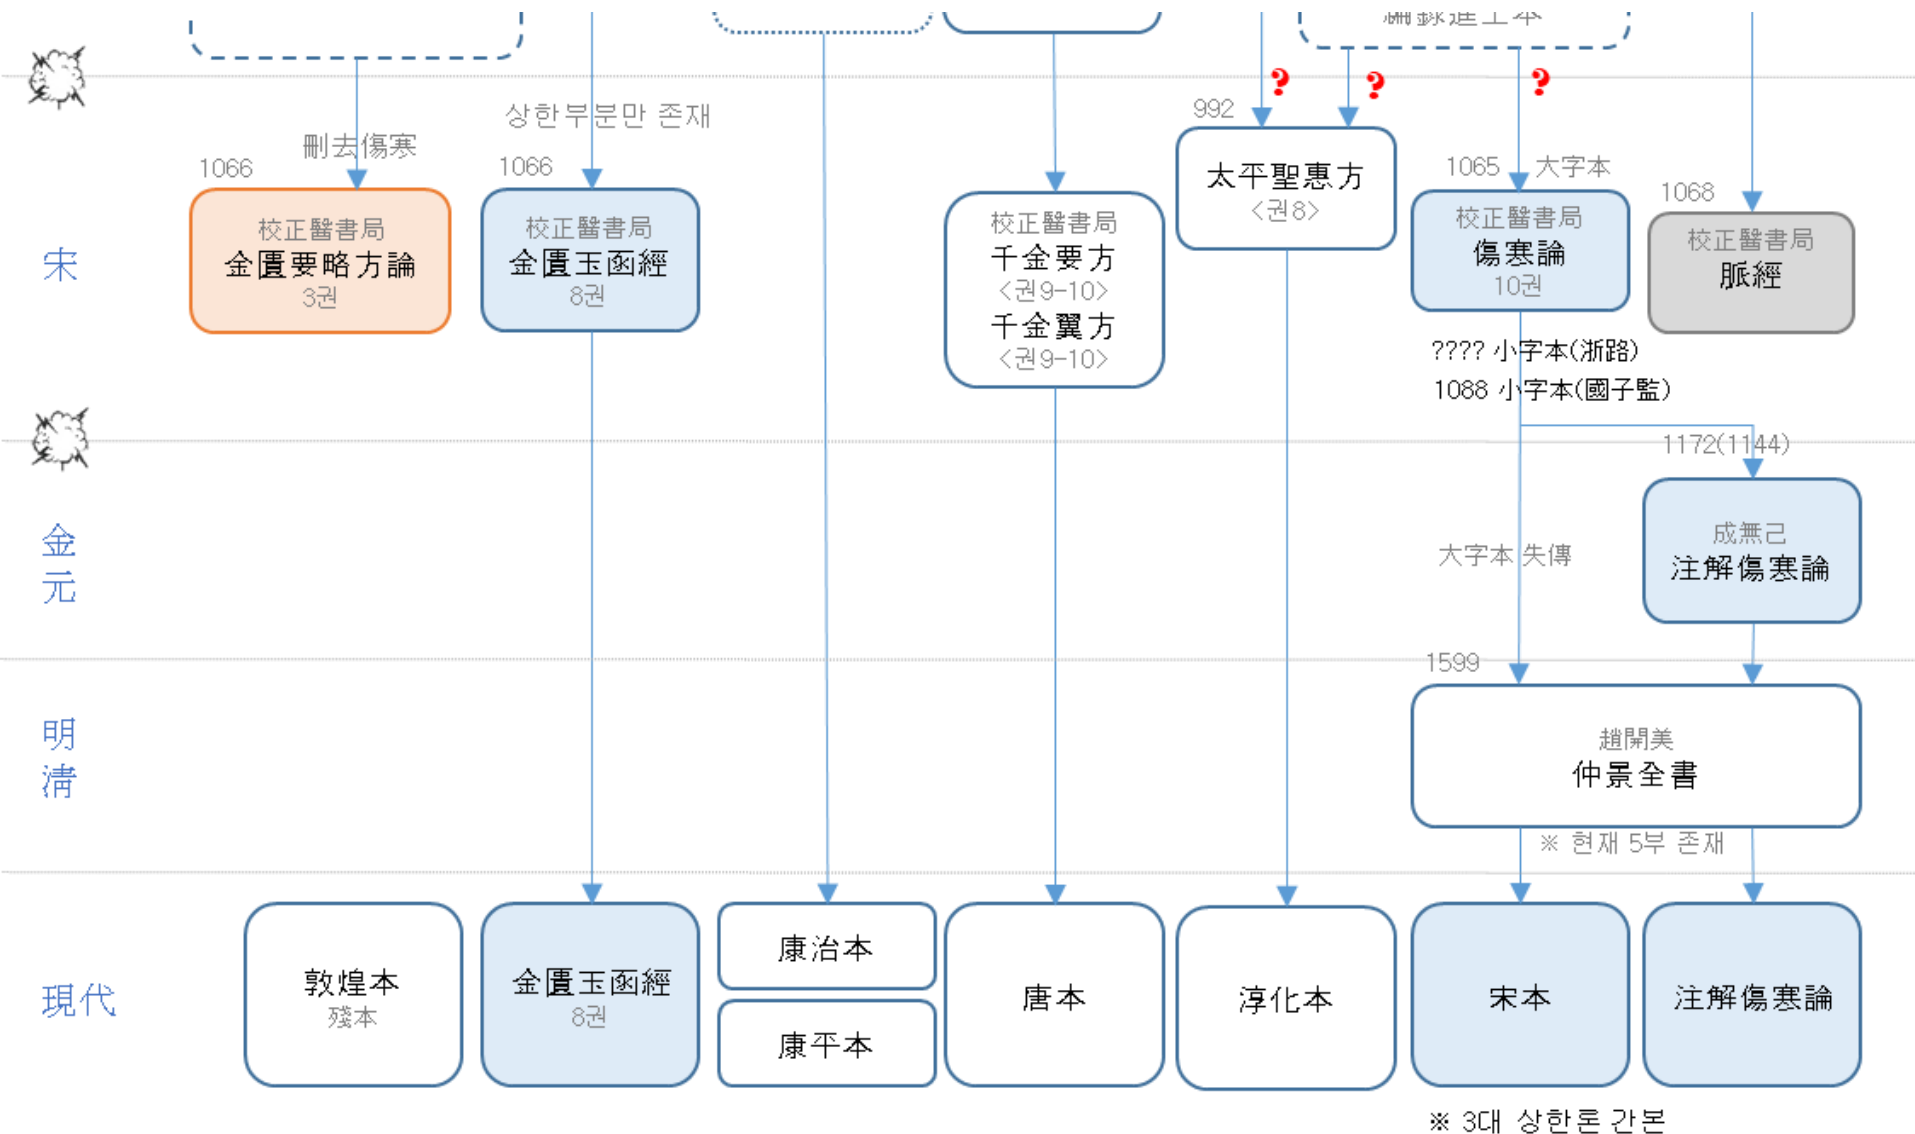 상한부분만 존재
992
刪去傷寒
1066
1066
1065
大字本
1068
宋
校正醫書局
金匱要略方論
3권
校正醫書局
金匱玉函經
8권
校正醫書局
千金要方
<권9-10>
千金翼方
<권9-10>
太平聖惠方
<권8>
校正醫書局
傷寒論
10권
校正醫書局
脈經
???? 小字本(浙路)
1088 小字本(國子監)
1172(1144)
金
元
大字本 失傳
成無己
注解傷寒論
1599
明
清
趙開美
仲景全書
※ 현재 5부 존재
現代
敦煌本
殘本
金匱玉函經
8권
康治本
康平本
唐本
淳化本
宋本
注解傷寒論
※ 3대 상한론 간본